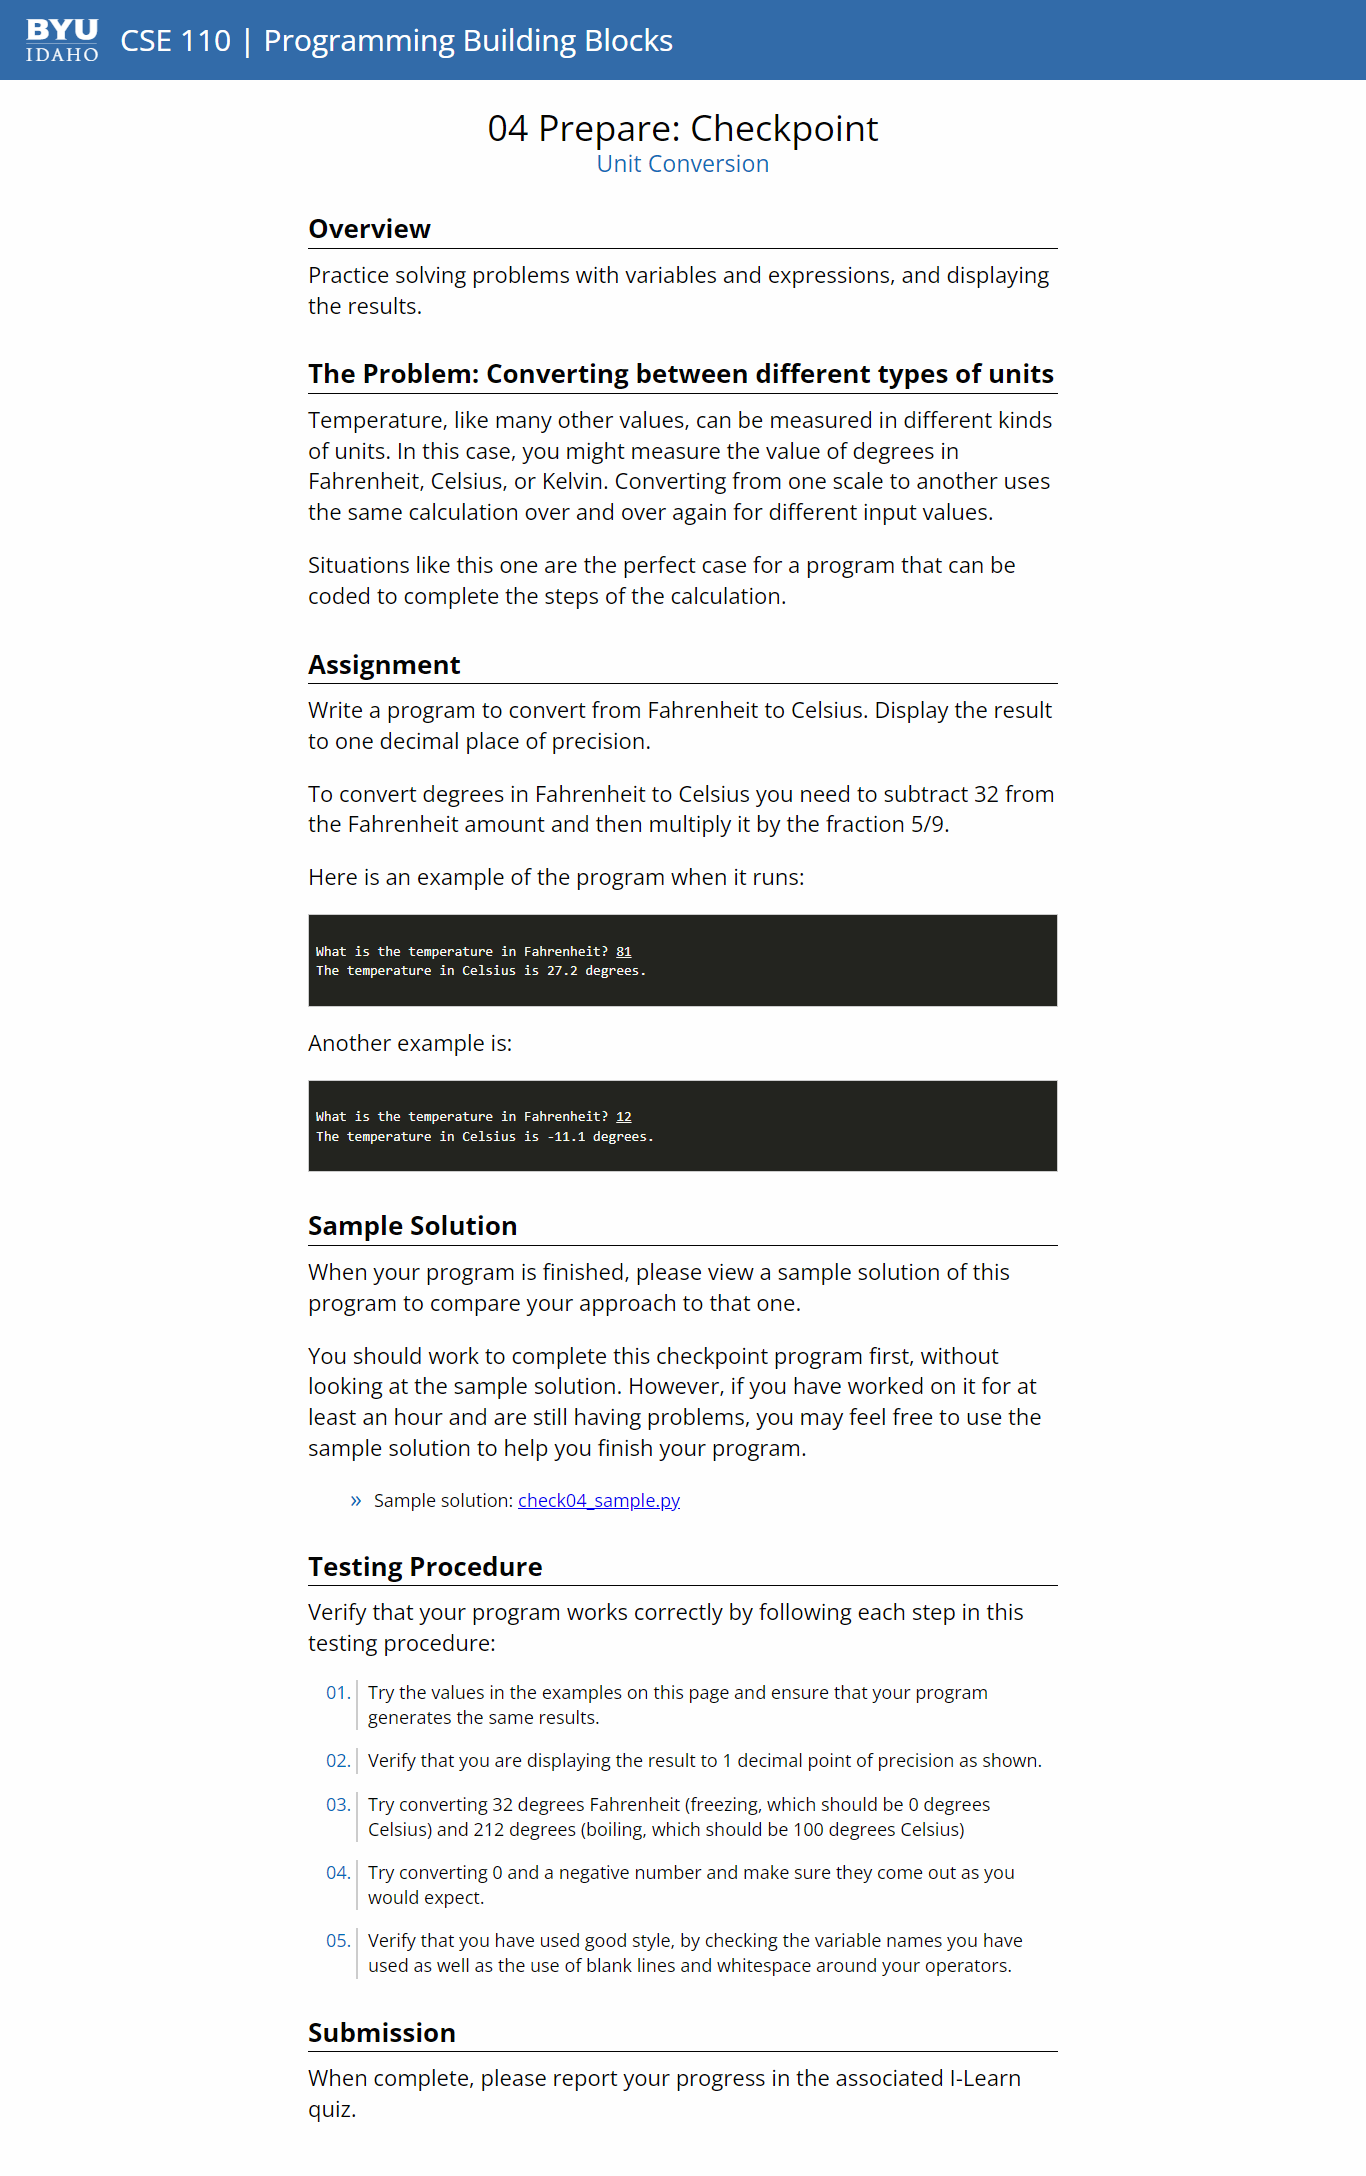 BYU
IDAHO
CSE 110 | Programming Building Blocks
04 Prepare: Checkpoint
Unit Conversion
Overview
Practice solving problems with variables and expressions, and displaying
the results.
The Problem: Converting between different types of units
Temperature, like many other values, can be measured in different kinds
of units. In this case, you might measure the value of degrees in
Fahrenheit, Celsius, or Kelvin. Converting from one scale to another uses
the same calculation over and over again for different input values.
Situations like this one are the perfect case for a program that can be
coded to complete the steps of the calculation.
Assignment
Write a program to convert from Fahrenheit to Celsius. Display the result
to one decimal place of precision.
To convert degrees in Fahrenheit to Celsius you need to subtract 32 from
the Fahrenheit amount and then multiply it by the fraction 5/9.
Here is an example of the program when it runs:
What is the temperature in Fahrenheit? 81
The temperature in Celsius is 27.2 degrees.
Another example is:
What is the temperature in Fahrenheit? 12
The temperature in Celsius is -11.1 degrees.
Sample Solution
When your program is finished, please view a sample solution of this
program to compare your approach to that one.
You should work to complete this checkpoint program first, without
looking at the sample solution. However, if you have worked on it for at
least an hour and are still having problems, you may feel free to use the
sample solution to help you finish your program.
» Sample solution: check04_sample.py
Testing Procedure
Verify that your program works correctly by following each step in this
testing procedure:
01. Try the values in the examples on this page and ensure that your program
generates the same results.
02. Verify that you are displaying the result to 1 decimal point of precision as shown.
03. Try converting 32 degrees Fahrenheit (freezing, which should be 0 degrees
Celsius) and 212 degrees (boiling, which should be 100 degrees Celsius)
04. Try converting 0 and a negative number and make sure they come out as you
would expect.
05. Verify that you have used good style, by checking the variable names you have
used as well as the use of blank lines and whitespace around your operators.
Submission
When complete, please report your progress in the associated I-Learn
quiz.